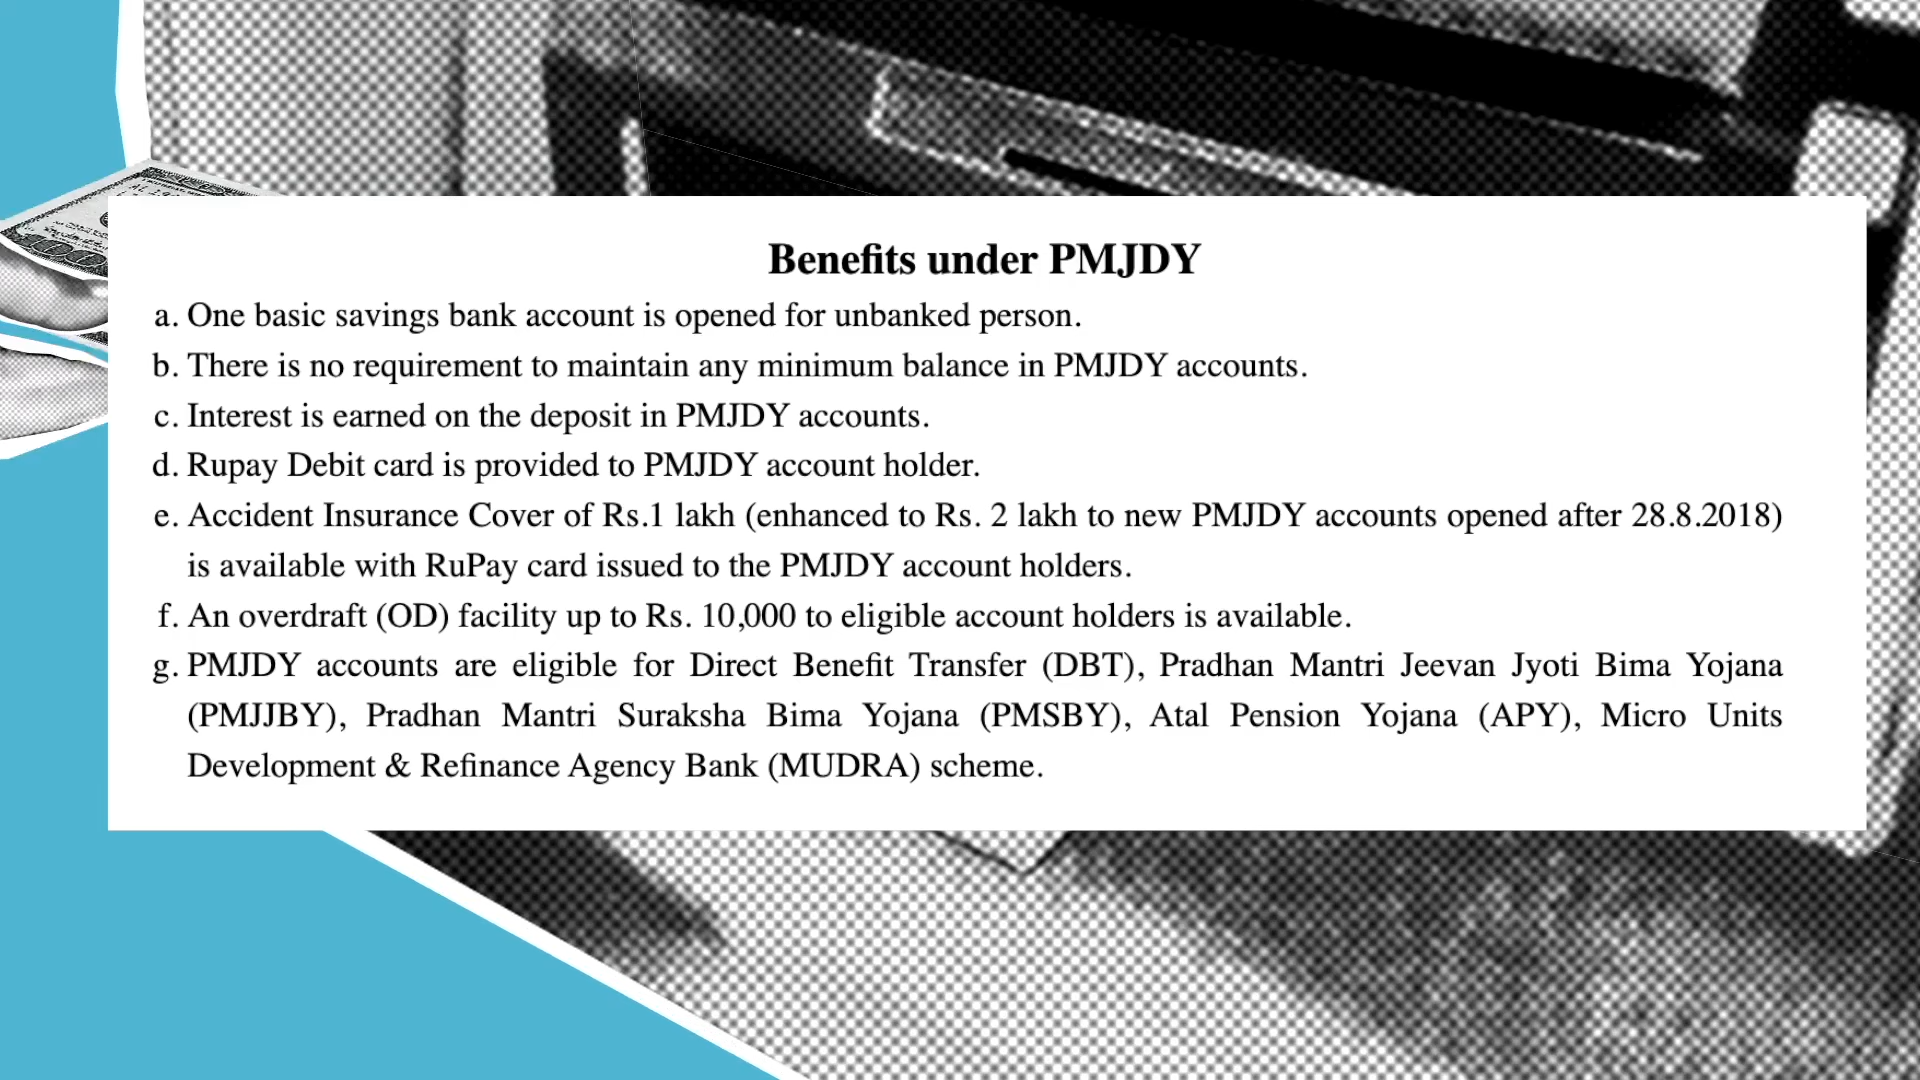 Benefits under PMJDY
a. One basic savings bank account is opened for unbanked person.
b. There is no requirement to maintain any minimum balance in PMJDY accounts.
c. Interest is earned on the deposit in PMJDY accounts.
d. Rupay Debit card is provided to PMJDY account holder.
e. Accident Insurance Cover of Rs.1 lakh (enhanced to Rs. 2 lakh to new PMJDY accounts opened after 28.8.2018)
is available with RuPay card issued to the PMJDY account holders.
f. An overdraft (OD) facility up to Rs. 10,000 to eligible account holders is available.
g. PMJDY accounts are eligible for Direct Benefit Transfer (DBT), Pradhan Mantri Jeevan Jyoti Bima Yojana
(PMJJBY), Pradhan Mantri Suraksha Bima Yojana (PMSBY), Atal Pension Yojana (APY), Micro Units
Development & Refinance Agency Bank (MUDRA) scheme.
100